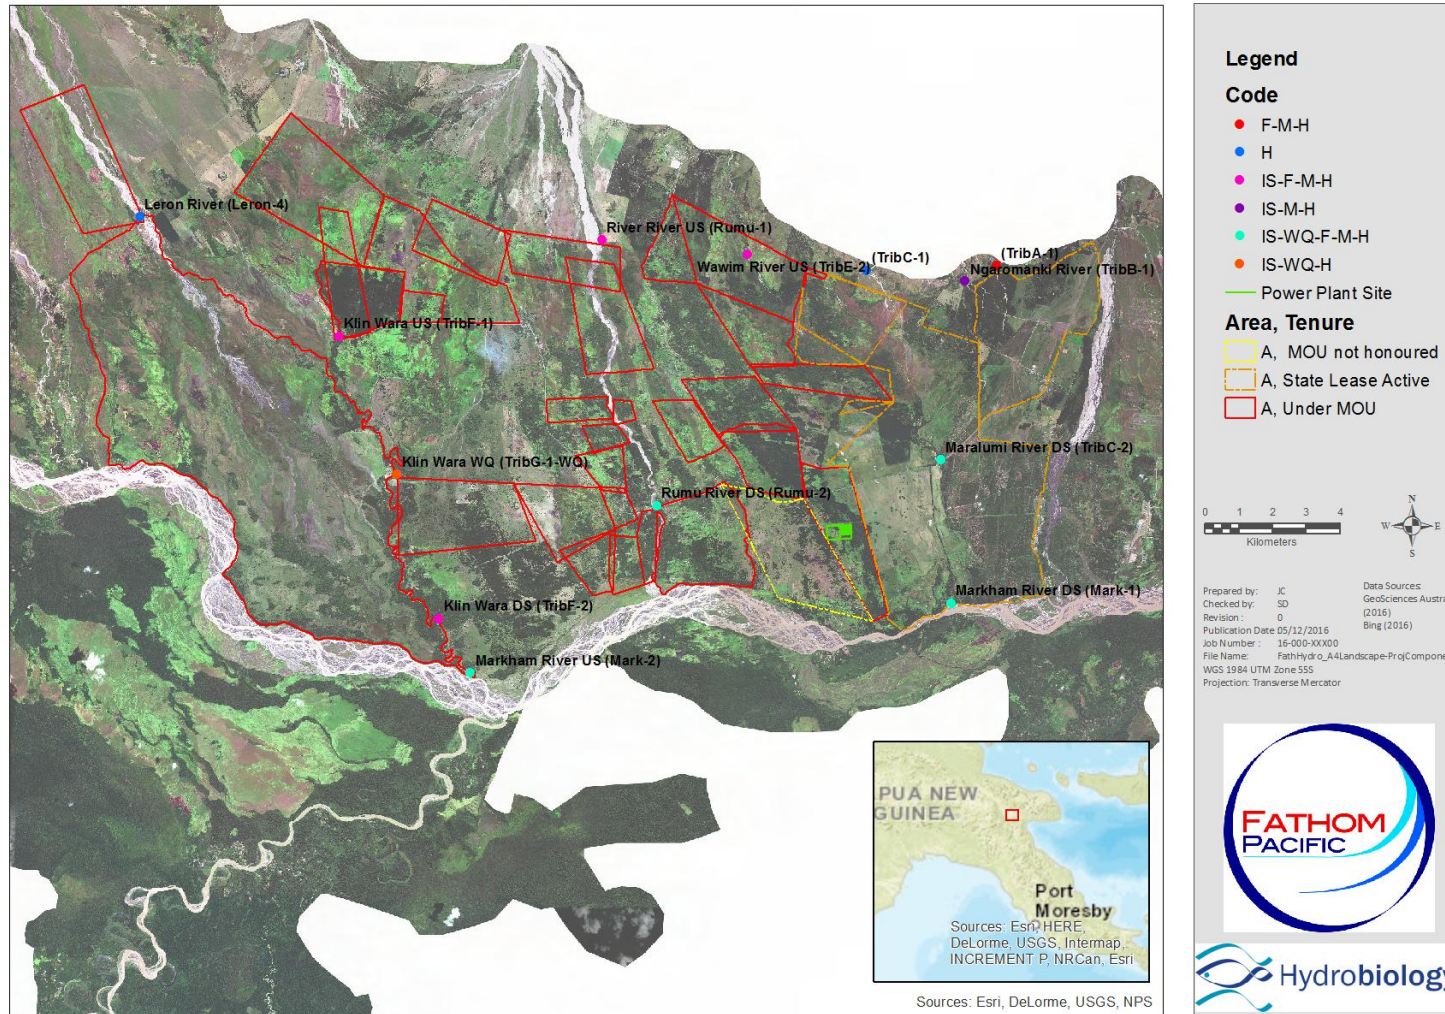 Leron River (Leron-4)
River River US (Rumu-1)
Wawim River US (TribE-2)
(TribC-1)
(TribA-1)
Ngaromanki River (TribB-1)
Klin Wara US (TribF-1)
Klin Wara WQ (TribG-1-WQ)
Rumu River DS (Rumu-2)
Maralumi River DS (TribC-2)
Markham River DS (Mark-1)
Klin Wara DS (TribF-2)
Markham River US (Mark-2)
PUA NEW
GUINEA
Port
Moresby
Sources: Esri, HERE,
DeLorme, USGS, Intermap,
INCREMENT P, NRCan, Esri
Sources: Esri, DeLorme, USGS, NPS
Legend
Code
F-M-H
H
IS-F-M-H
IS-M-H
IS-WQ-F-M-H
IS-WQ-H
Power Plant Site
Area, Tenure
A, MOU not honoured
A, State Lease Active
A, Under MOU
0 1 2 3 4
Kilometers
N
W E
S
Prepared by: JC
Checked by: SD
Revision : 0
Publication Date 05/12/2016
Job Number : 16-000-XXX00
File Name: FathHydro_A4Landscape-ProjCompone
WGS 1984 UTM Zone 55S
Projection: Transverse Mercator
Data Sources:
GeoSciences Austra
(2016)
Bing (2016)
FATHOM
PACIFIC
Hydrobiology